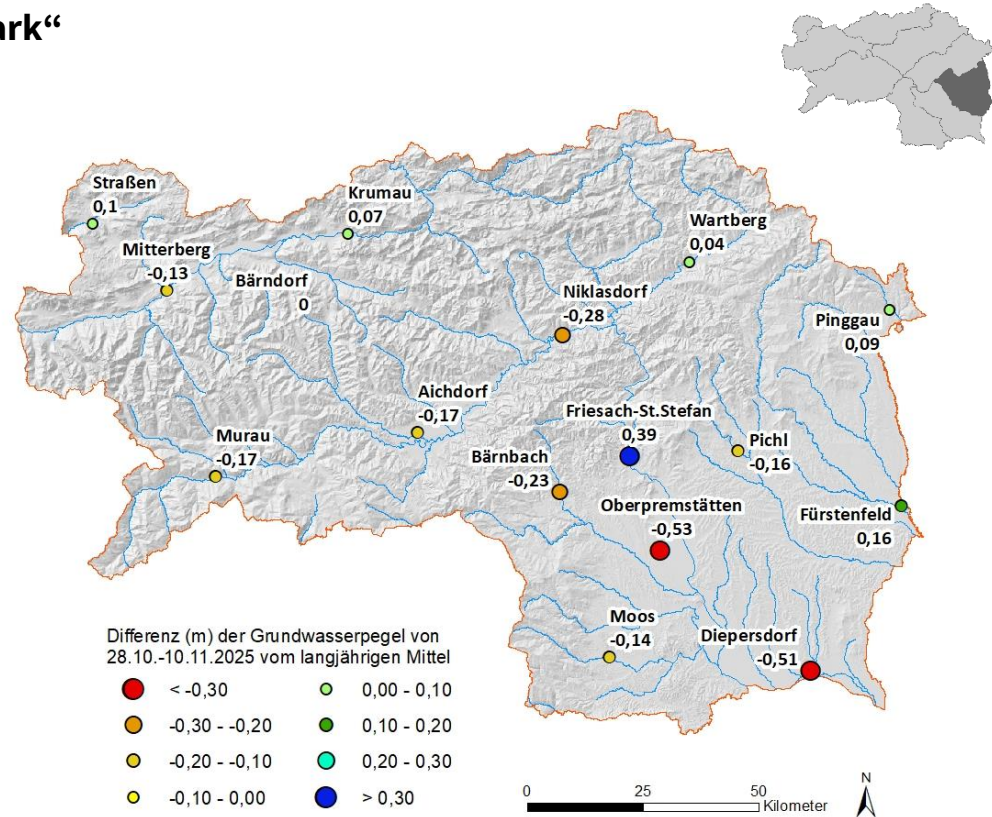 ark“
Straßen
0,1
Krumau
0,07
Wartberg
0,04
Mitterberg
-0,13
Bärndorf
0
Niklasdorf
-0,28
Pinggau
0,09
Aichdorf
-0,17
Friesach-St.Stefan
0,39
Murau
-0,17
Pichl
-0,16
Bärnbach
-0,23
Oberpremstätten
-0,53
Fürstenfeld
0,16
Moos
-0,14
Diepersdorf
-0,51
Differenz (m) der Grundwasserpegel von
28.10.-10.11.2025 vom langjährigen Mittel
< -0,30
-0,30 - -0,20
-0,20 - -0,10
-0,10 - 0,00
0,00 - 0,10
0,10 - 0,20
0,20 - 0,30
> 0,30
0 25 50
Kilometer
N